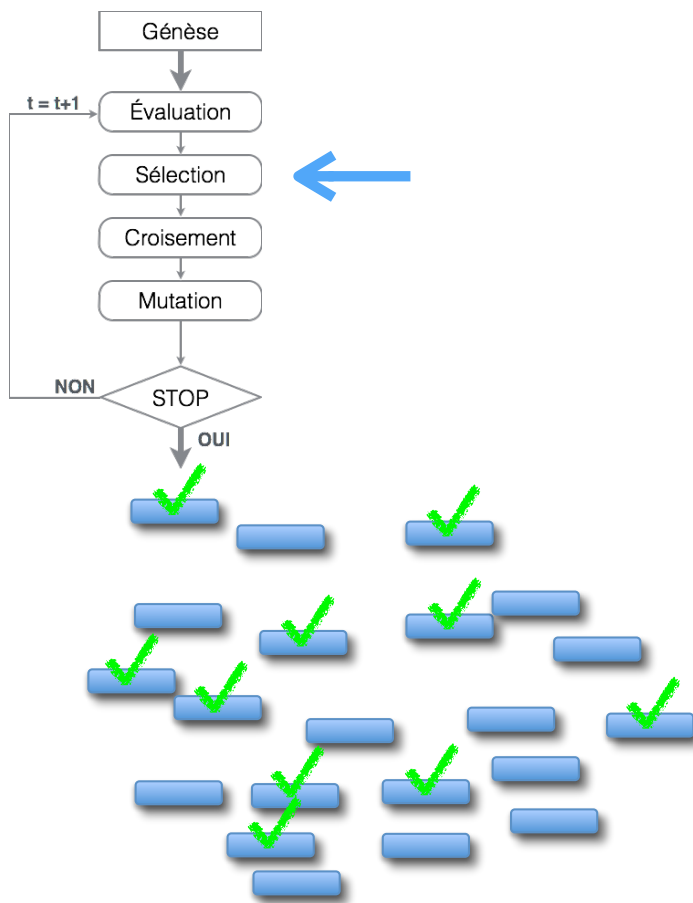 Génèse
t = t+1
Évaluation
Sélection
Croisement
Mutation
NON
STOP
OUI